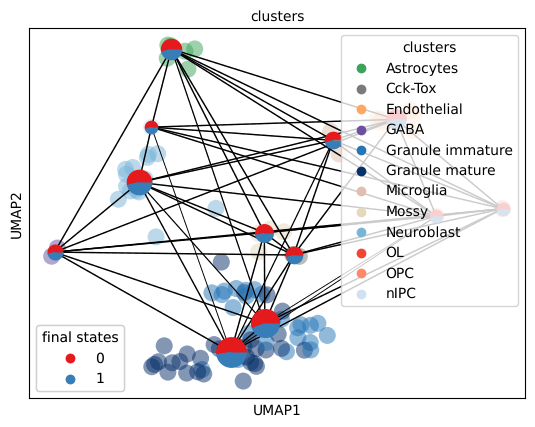 clusters
clusters
Astrocytes
Cck-Tox
Endothelial
GABA
Granule immature
Granule mature
Microglia
Mossy
Neuroblast
OL
OPC
nIPC
UMAP2
final states
0
1
UMAP1